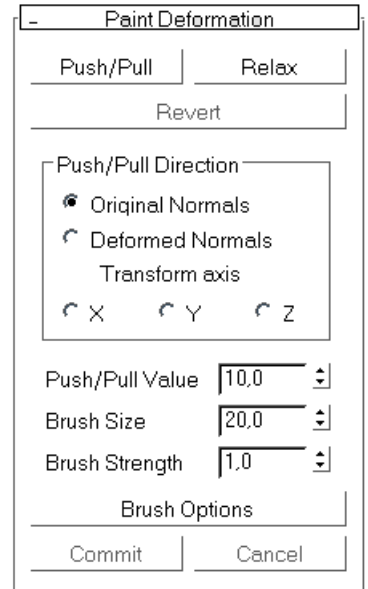 - Paint Deformation
Push/Pull Relax
Revert
Push/Pull Direction
Original Normals
Deformed Normals
Transform axis
X Y Z
Push/Pull Value 10,0
Brush Size 20,0
Brush Strength 1,0
Brush Options
Commit Cancel